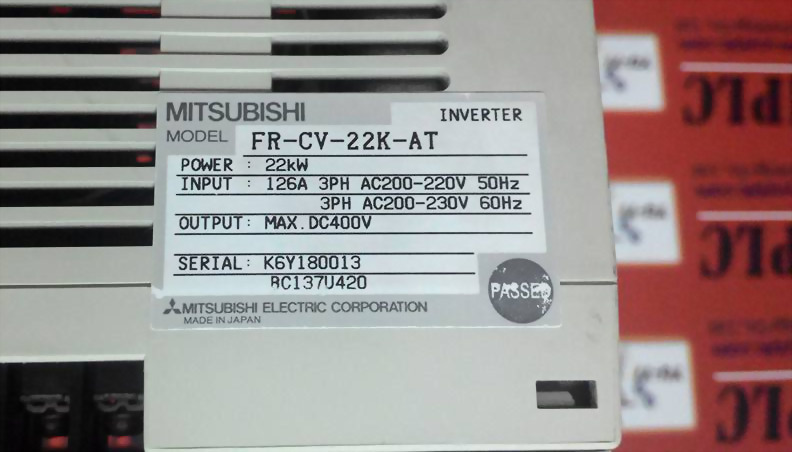 MITSUBISHI INVERTER
MODEL FR-CV-22K-AT
POWER : 22kW
INPUT : 126A 3PH AC200-220V 50Hz
3PH AC200-230V 60Hz
OUTPUT: MAX.DC400V
SERIAL: K6Y180013
BC137U420
PASSED
MITSUBISHI ELECTRIC CORPORATION
MADE IN JAPAN
PLC